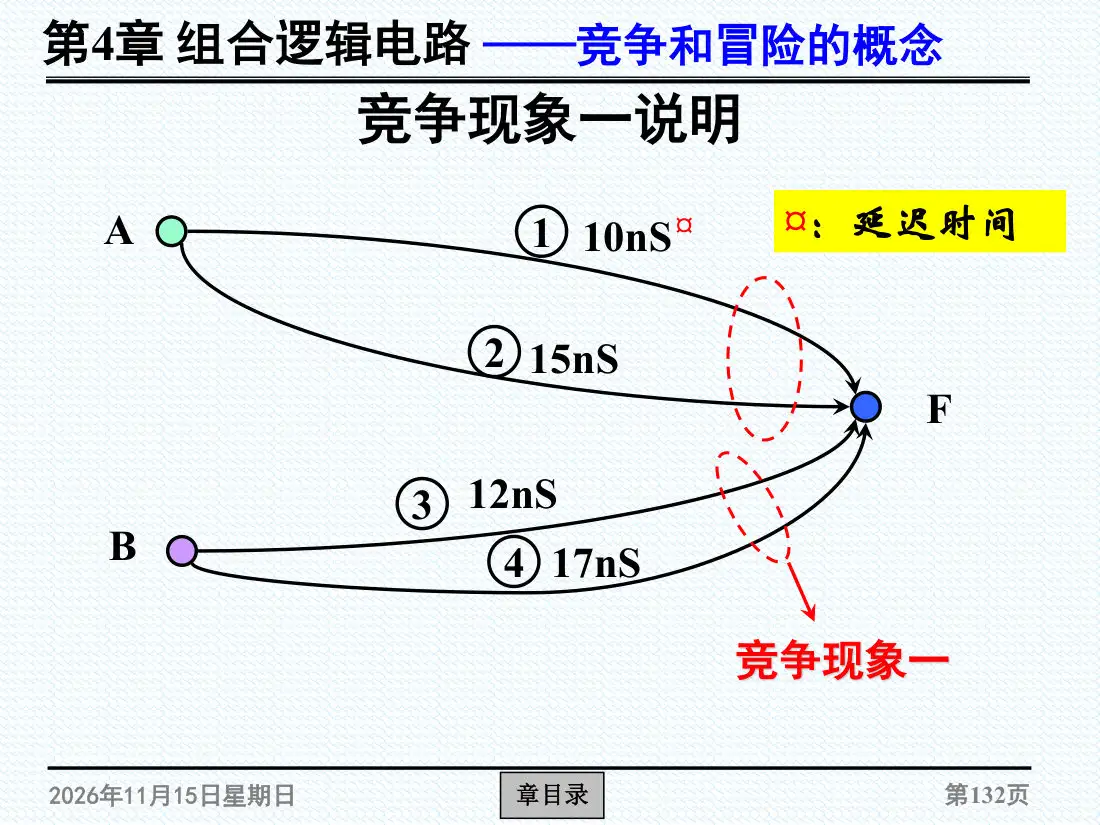 第4章 组合逻辑电路 ——竞争和冒险的概念
竞争现象一说明
A
① 10nS¤
¤：延迟时间
② 15nS
F
③ 12nS
B
④ 17nS
竞争现象一
2026年11月15日星期日
章目录
第132页